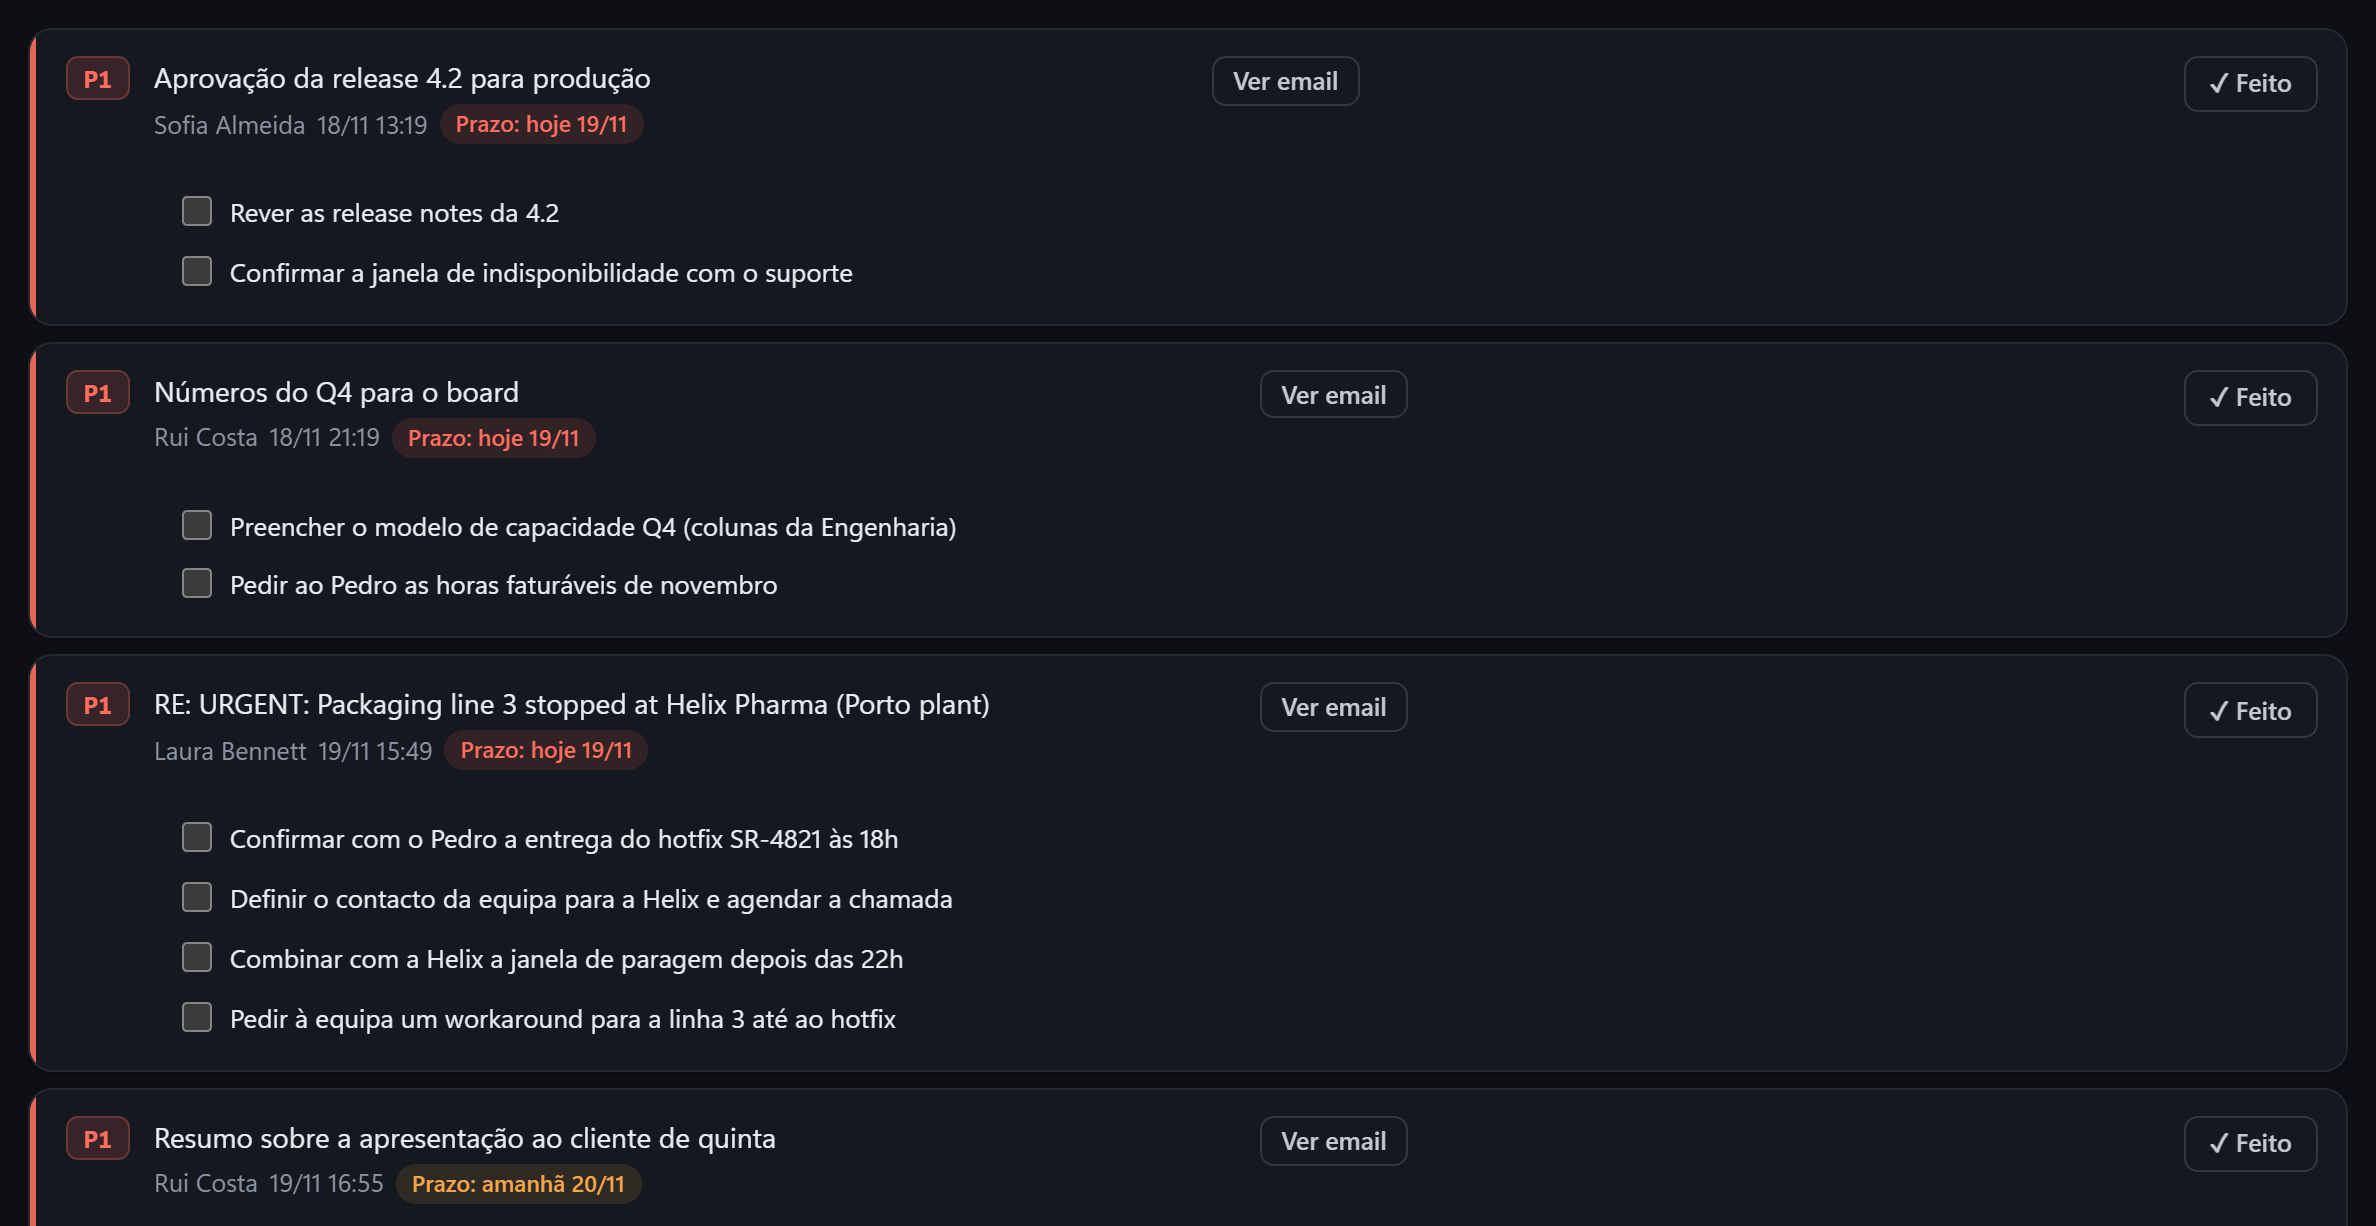 P1 Aprovação da release 4.2 para produção Ver email ✓ Feito
Sofia Almeida 18/11 13:19 Prazo: hoje 19/11
Rever as release notes da 4.2
Confirmar a janela de indisponibilidade com o suporte
P1 Números do Q4 para o board Ver email ✓ Feito
Rui Costa 18/11 21:19 Prazo: hoje 19/11
Preencher o modelo de capacidade Q4 (colunas da Engenharia)
Pedir ao Pedro as horas faturáveis de novembro
P1 RE: URGENT: Packaging line 3 stopped at Helix Pharma (Porto plant) Ver email ✓ Feito
Laura Bennett 19/11 15:49 Prazo: hoje 19/11
Confirmar com o Pedro a entrega do hotfix SR-4821 às 18h
Definir o contacto da equipa para a Helix e agendar a chamada
Combinar com a Helix a janela de paragem depois das 22h
Pedir à equipa um workaround para a linha 3 até ao hotfix
P1 Resumo sobre a apresentação ao cliente de quinta Ver email ✓ Feito
Rui Costa 19/11 16:55 Prazo: amanhã 20/11